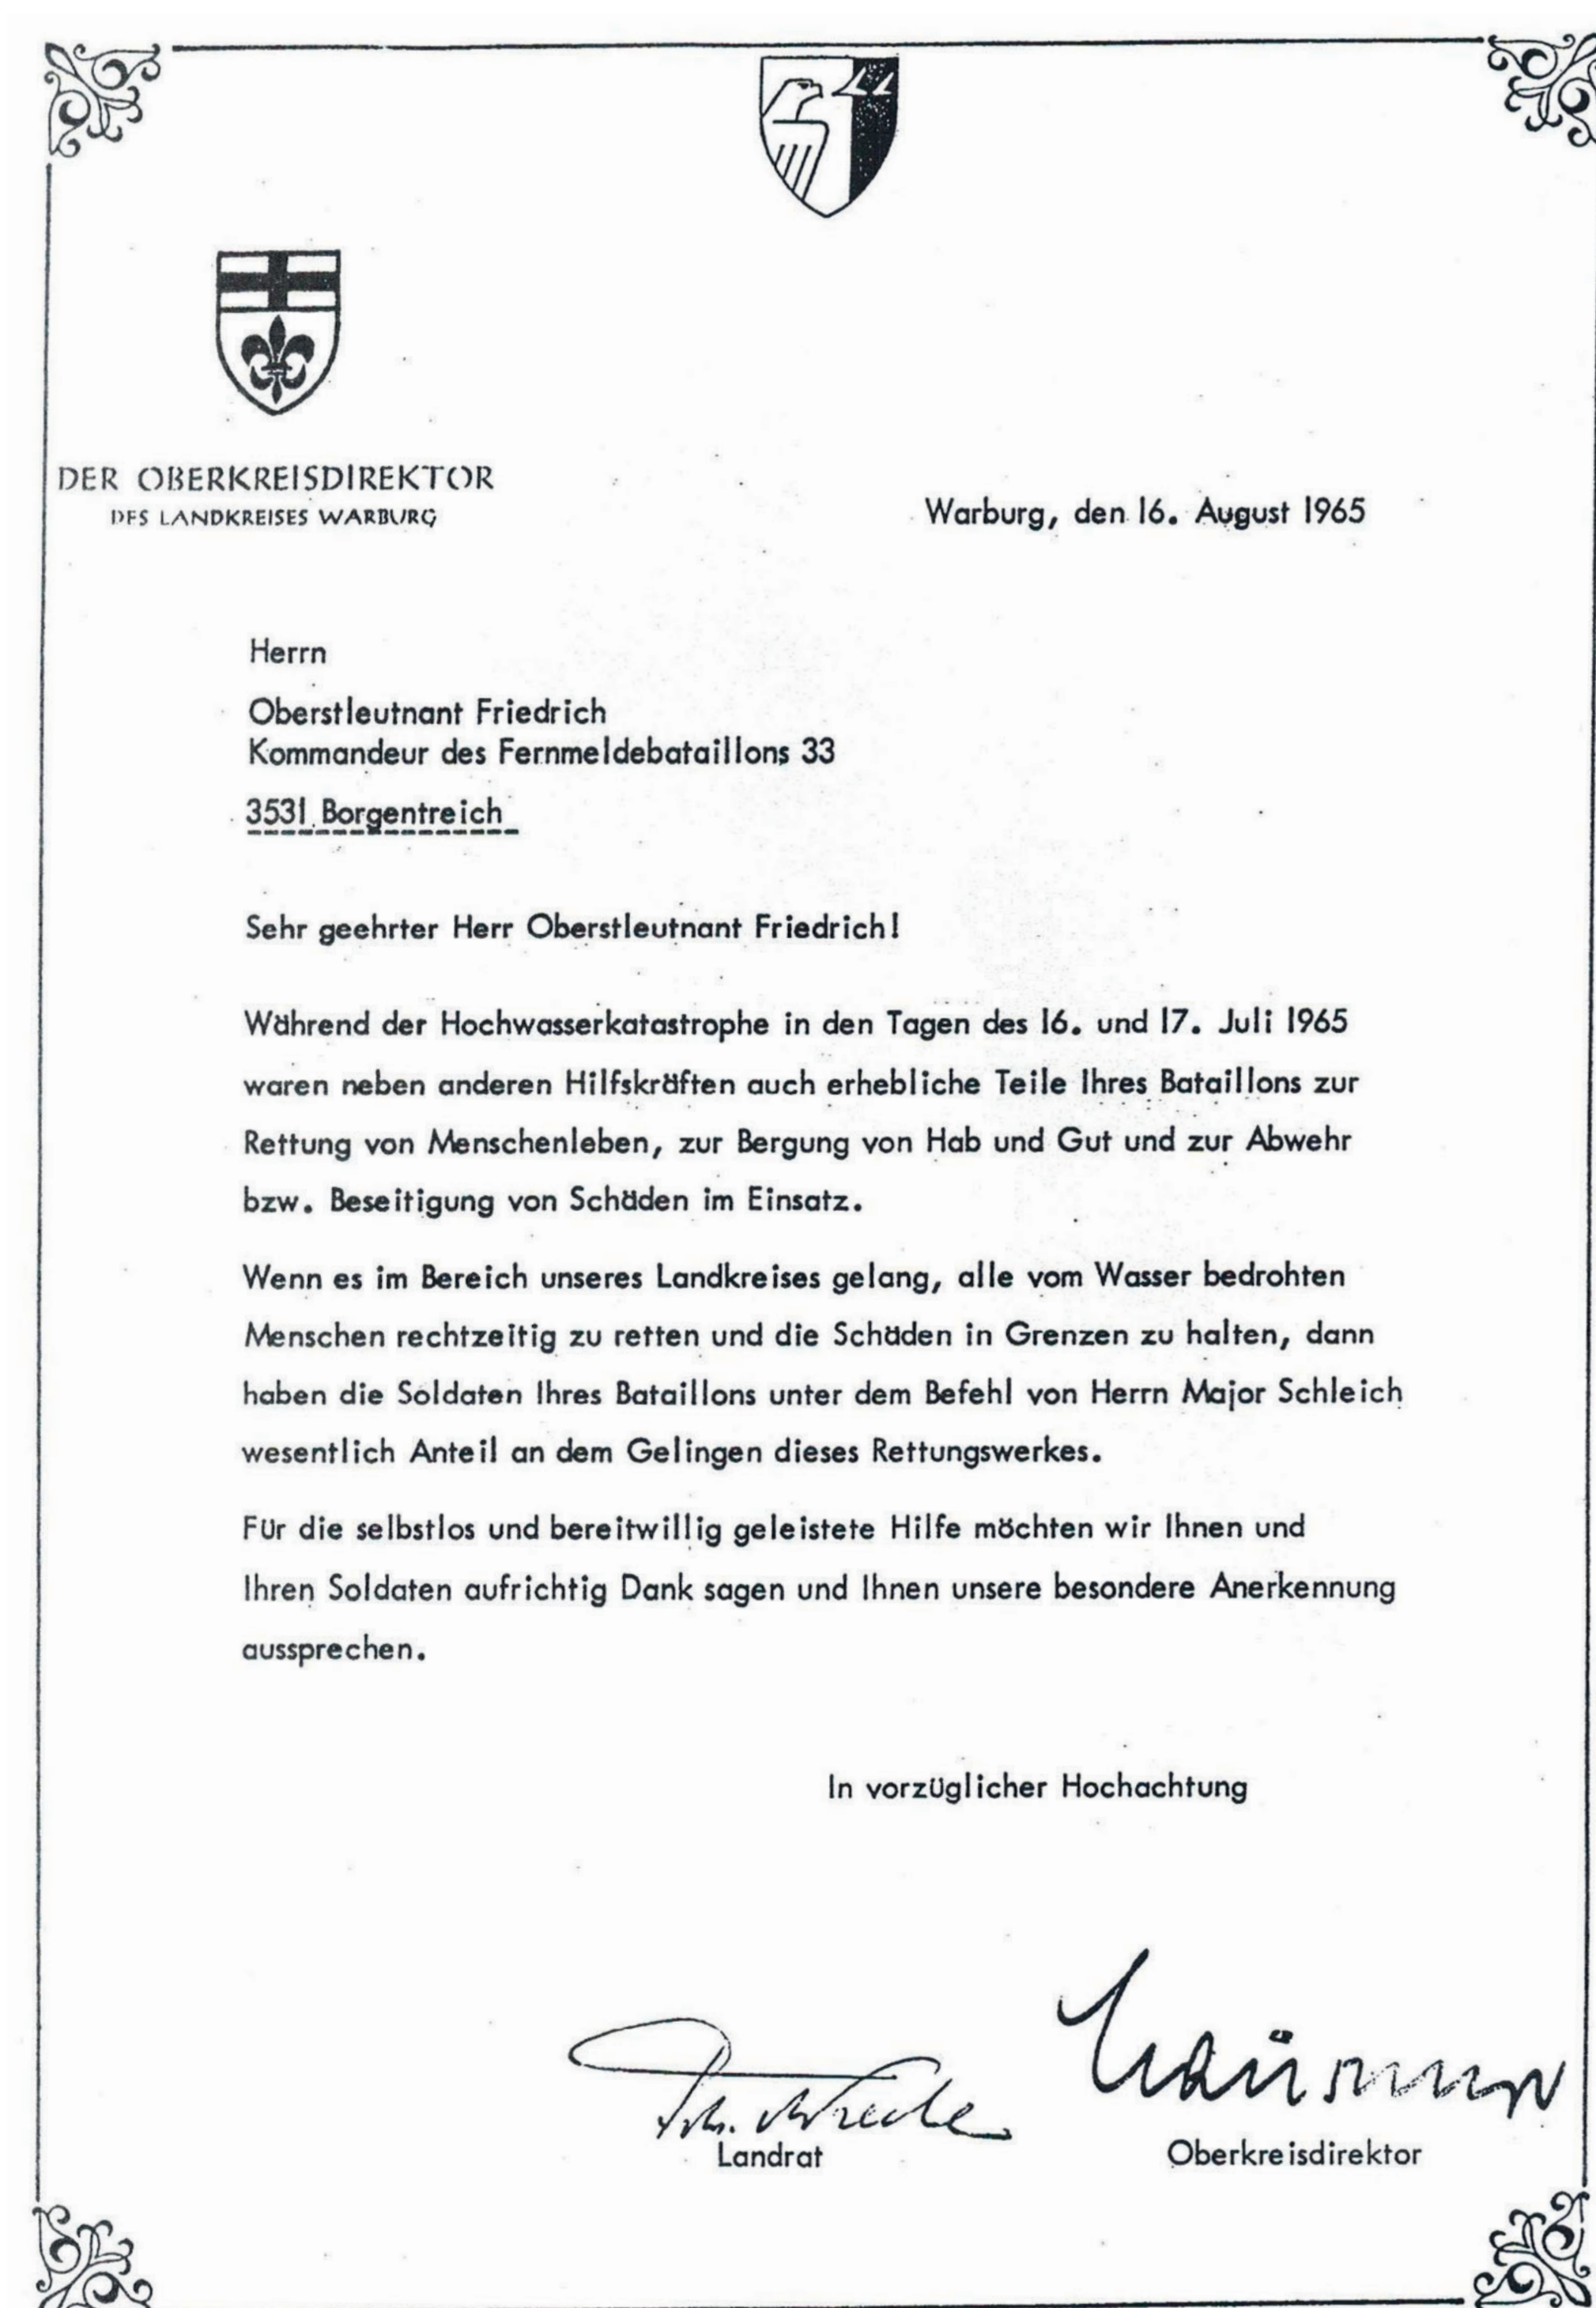 DER OBERKREISDIREKTOR
DES LANDKREISES WARBURG
Warburg, den 16. August 1965
Herrn
Oberstleutnant Friedrich
Kommandeur des Fernmeldebataillons 33
3531 Borgentreich
Sehr geehrter Herr Oberstleutnant Friedrich!
Während der Hochwasserkatastrophe in den Tagen des 16. und 17. Juli 1965
waren neben anderen Hilfskräften auch erhebliche Teile Ihres Bataillons zur
Rettung von Menschenleben, zur Bergung von Hab und Gut und zur Abwehr
bzw. Beseitigung von Schäden im Einsatz.
Wenn es im Bereich unseres Landkreises gelang, alle vom Wasser bedrohten
Menschen rechtzeitig zu retten und die Schäden in Grenzen zu halten, dann
haben die Soldaten Ihres Bataillons unter dem Befehl von Herrn Major Schleich
wesentlich Anteil an dem Gelingen dieses Rettungswerkes.
Für die selbstlos und bereitwillig geleistete Hilfe möchten wir Ihnen und
Ihren Soldaten aufrichtig Dank sagen und Ihnen unsere besondere Anerkennung
aussprechen.
In vorzüglicher Hochachtung
Landrat
Oberkreisdirektor